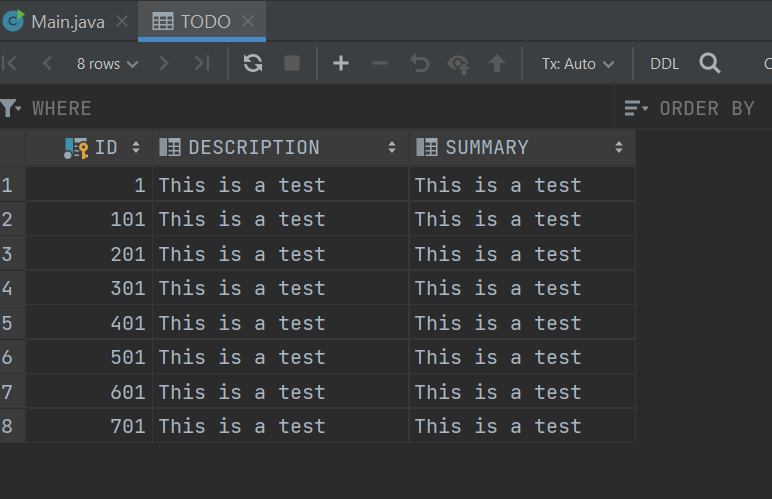 Main.java TODO
8 rows Tx: Auto DDL C
WHERE ORDER BY
ID DESCRIPTION SUMMARY
1 1 This is a test This is a test
2 101 This is a test This is a test
3 201 This is a test This is a test
4 301 This is a test This is a test
5 401 This is a test This is a test
6 501 This is a test This is a test
7 601 This is a test This is a test
8 701 This is a test This is a test